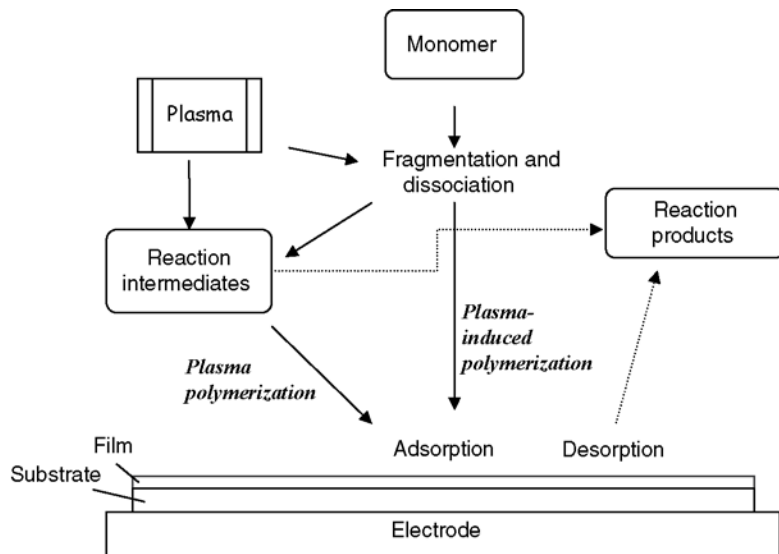 Monomer
Plasma
Fragmentation and
dissociation
Reaction
products
Reaction
intermediates
Plasma-
induced
polymerization
Plasma
polymerization
Film
Adsorption
Desorption
Substrate
Electrode